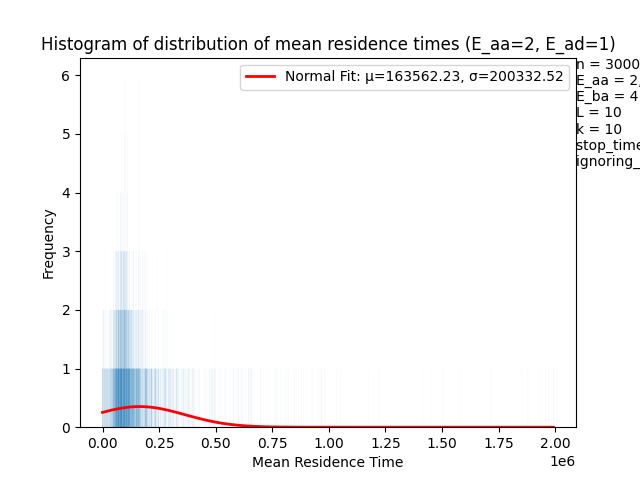 Histogram of distribution of mean residence times (E_aa=2, E_ad=1)
n = 3000
E_aa = 2,
E_ba = 4
L = 10
k = 10
stop_time
ignoring_
Normal Fit: μ=163562.23, σ=200332.52
Frequency
6
5
4
3
2
1
0
0.00 0.25 0.50 0.75 1.00 1.25 1.50 1.75 2.00
1e6
Mean Residence Time